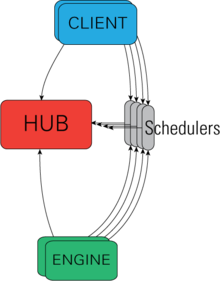 CLIENT
HUB
Schedulers
ENGINE